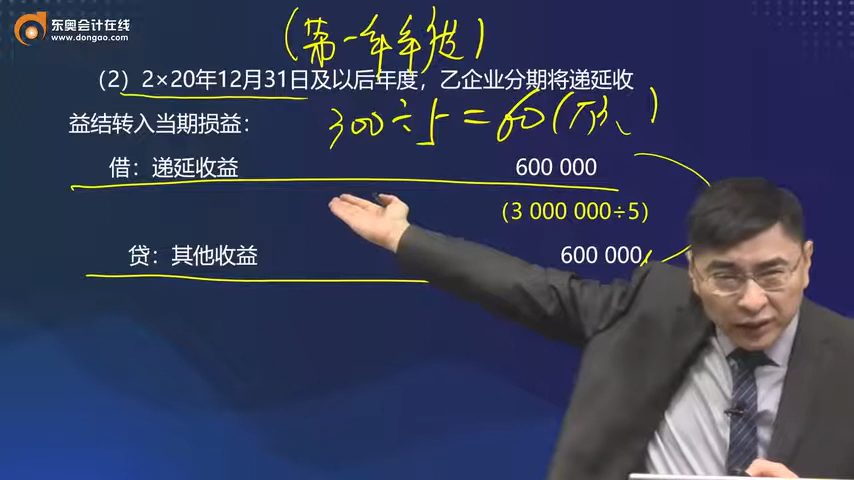 东奥会计在线
www.dongao.com
(第一年年末)
（2）2×20年12月31日及以后年度，乙企业分期将递延收
益结转入当期损益：
300÷5=60(万元)
借：递延收益 600 000
(3 000 000÷5)
贷：其他收益 600 000